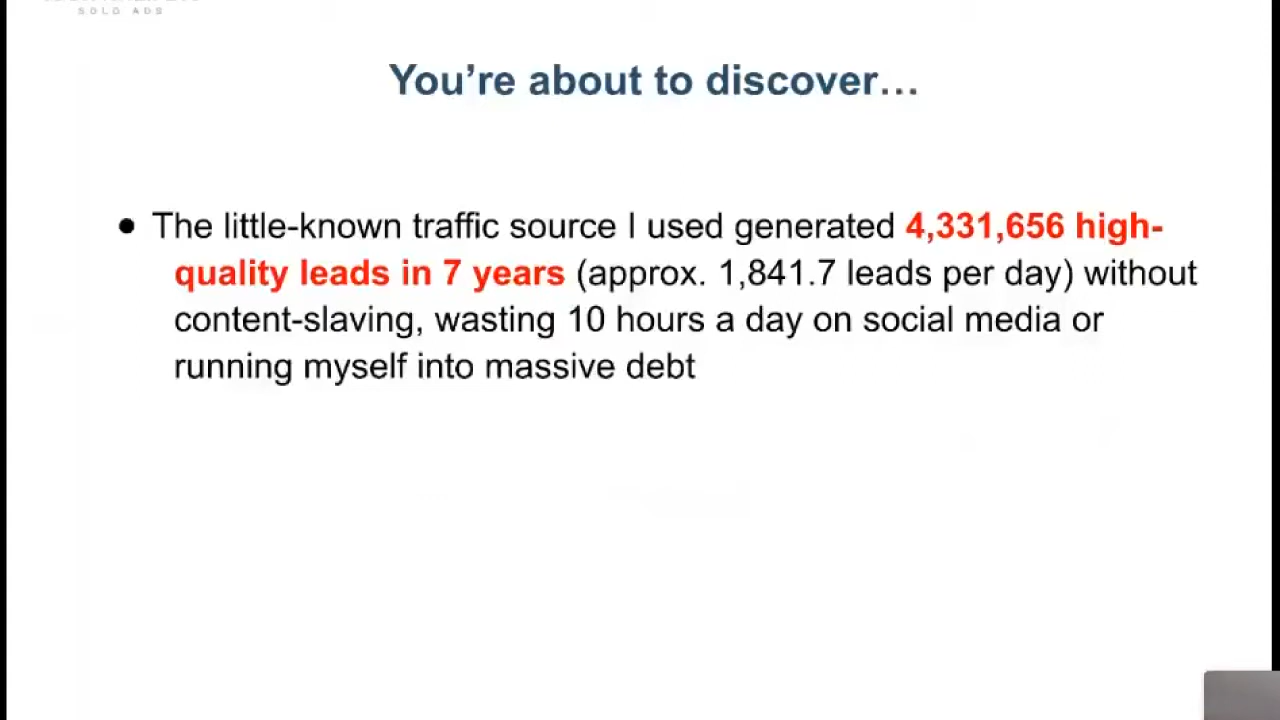 SOLO ADS
You’re about to discover…
● The little-known traffic source I used generated 4,331,656 high-
quality leads in 7 years (approx. 1,841.7 leads per day) without
content-slaving, wasting 10 hours a day on social media or
running myself into massive debt